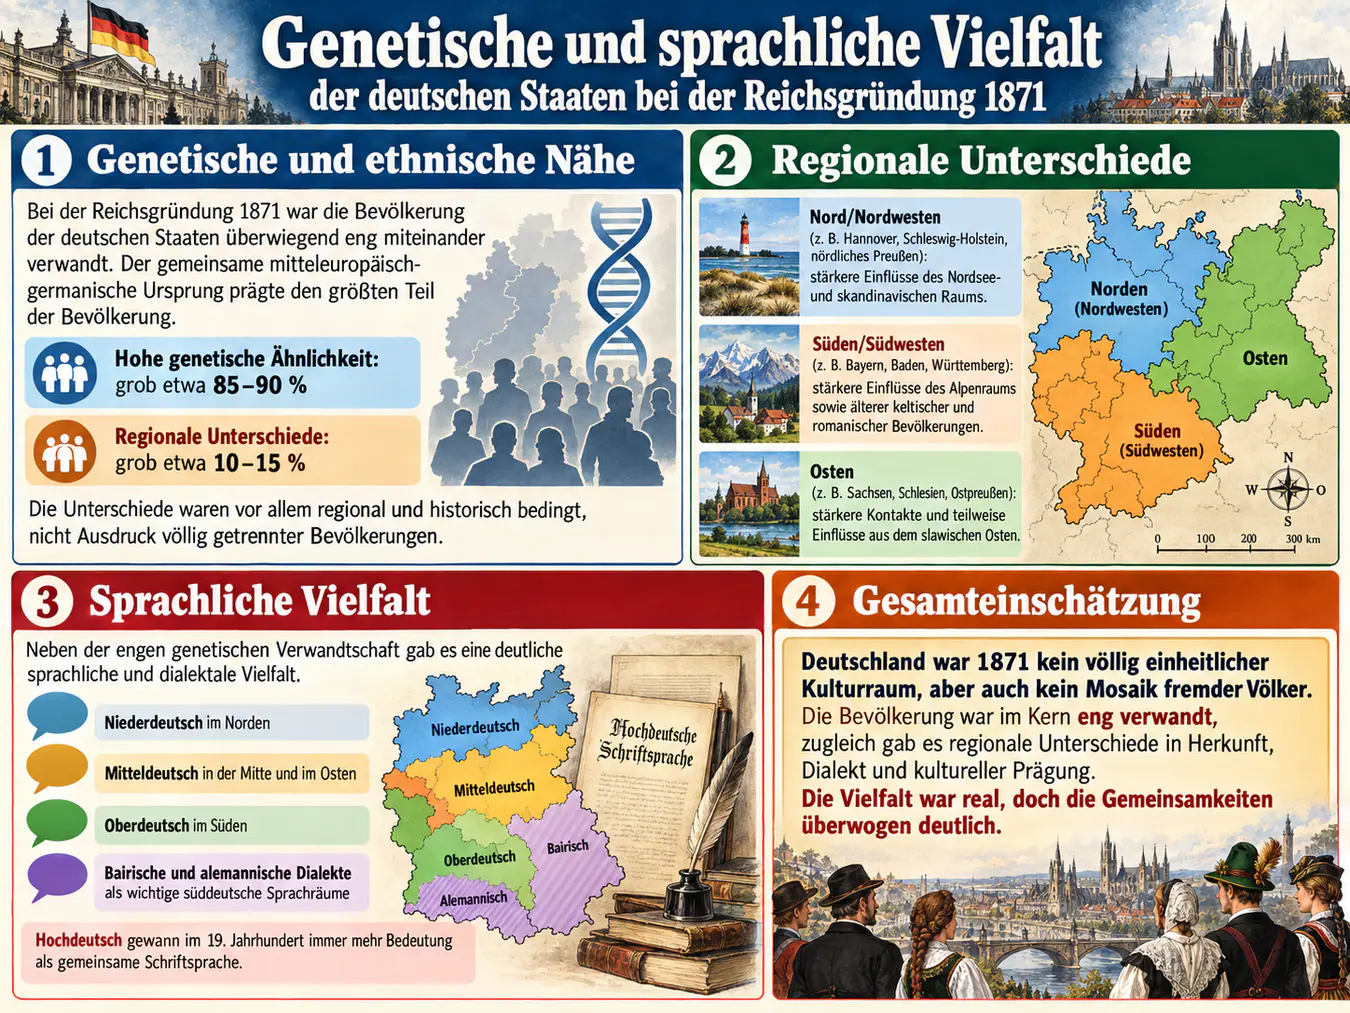 Genetische und sprachliche Vielfalt
der deutschen Staaten bei der Reichsgründung 1871
1 Genetische und ethnische Nähe
Bei der Reichsgründung 1871 war die Bevölkerung
der deutschen Staaten überwiegend eng miteinander
verwandt. Der gemeinsame mitteleuropäisch-
germanische Ursprung prägte den größten Teil
der Bevölkerung.
Hohe genetische Ähnlichkeit:
grob etwa 85–90 %
Regionale Unterschiede:
grob etwa 10–15 %
Die Unterschiede waren vor allem regional und historisch bedingt,
nicht Ausdruck völlig getrennter Bevölkerungen.
2 Regionale Unterschiede
Nord/Nordwesten
(z. B. Hannover, Schleswig-Holstein,
nördliches Preußen):
stärkere Einflüsse des Nordsee-
und skandinavischen Raums.
Süden/Südwesten
(z. B. Bayern, Baden, Württemberg):
stärkere Einflüsse des Alpenraums
sowie älterer keltischer und
romanischer Bevölkerungen.
Osten
(z. B. Sachsen, Schlesien, Ostpreußen):
stärkere Kontakte und teilweise
Einflüsse aus dem slawischen Osten.
Norden
(Nordwesten)
Osten
Süden
(Südwesten)
N
W O
S
0 100 200 300 km
3 Sprachliche Vielfalt
Neben der engen genetischen Verwandtschaft gab es eine deutliche
sprachliche und dialektale Vielfalt.
Niederdeutsch im Norden
Mitteldeutsch in der Mitte und im Osten
Oberdeutsch im Süden
Bairische und alemannische Dialekte
als wichtige süddeutsche Sprachräume
Hochdeutsch gewann im 19. Jahrhundert immer mehr Bedeutung
als gemeinsame Schriftsprache.
Niederdeutsch
Mitteldeutsch
Oberdeutsch
Bairisch
Alemannisch
Hochdeutsche
Schriftsprache
4 Gesamteinschätzung
Deutschland war 1871 kein völlig einheitlicher
Kulturraum, aber auch kein Mosaik fremder Völker.
Die Bevölkerung war im Kern eng verwandt,
zugleich gab es regionale Unterschiede in Herkunft,
Dialekt und kultureller Prägung.
Die Vielfalt war real, doch die Gemeinsamkeiten
überwogen deutlich.